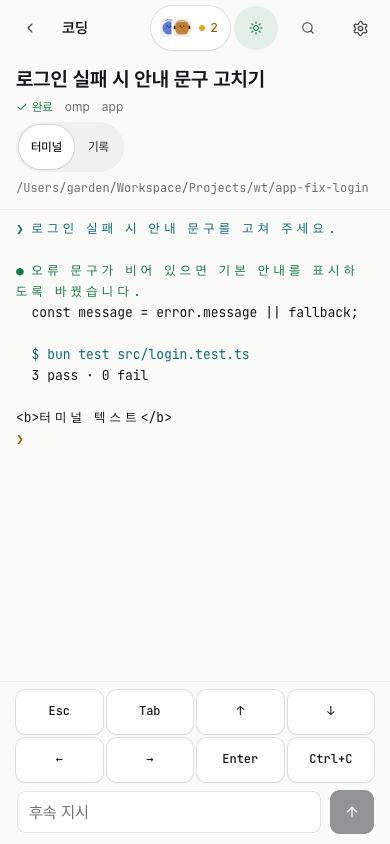 코딩
2
로그인 실패 시 안내 문구 고치기
완료 omp app
터미널 기록
/Users/garden/Workspace/Projects/wt/app-fix-login
❯ 로그인 실패 시 안내 문구를 고쳐 주세요.
● 오류 문구가 비어 있으면 기본 안내를 표시하
도록 바꿨습니다.
const message = error.message || fallback;
$ bun test src/login.test.ts
3 pass · 0 fail
<b>터미널 텍스트</b>
❯
Esc Tab ↑ ↓
← → Enter Ctrl+C
후속 지시